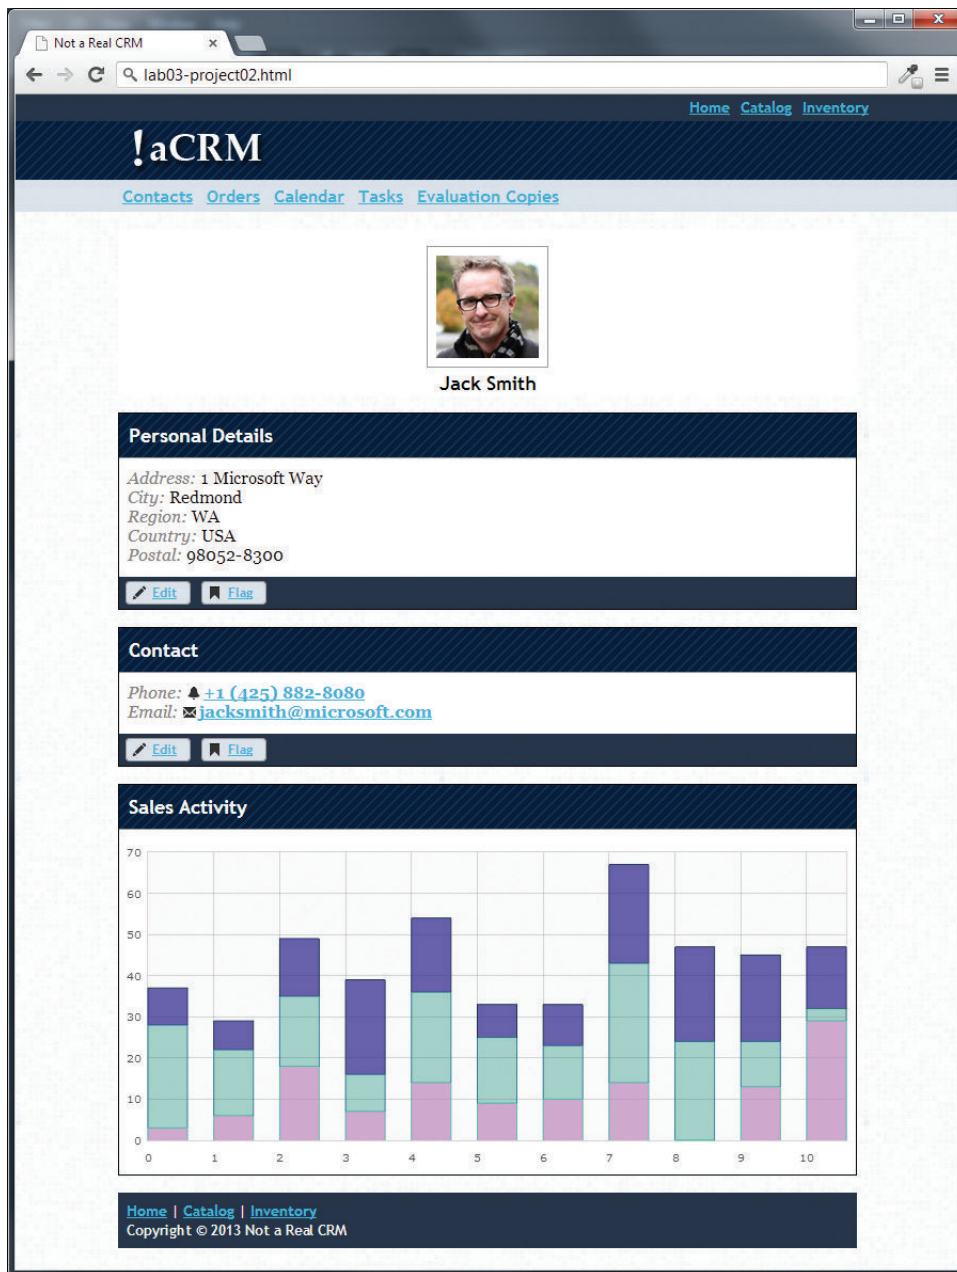 Not a Real CRM
lab03-project02.html
Home Catalog Inventory
!aCRM
Contacts Orders Calendar Tasks Evaluation Copies
Jack Smith
Personal Details
Address: 1 Microsoft Way
City: Redmond
Region: WA
Country: USA
Postal: 98052-8300
Edit Flag
Contact
Phone: +1 (425) 882-8080
Email: jacksmith@microsoft.com
Edit Flag
Sales Activity
70
60
50
40
30
20
10
0
0 1 2 3 4 5 6 7 8 9 10
Home | Catalog | Inventory
Copyright © 2013 Not a Real CRM